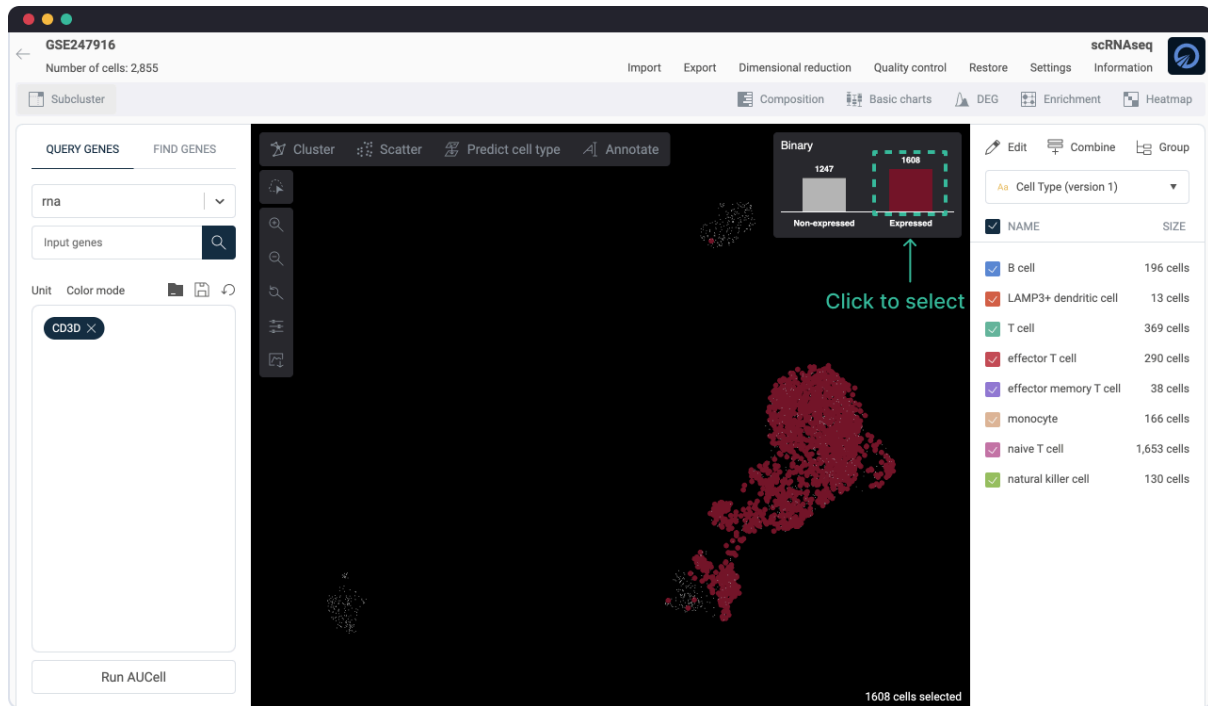 GSE247916
Number of cells: 2,855
scRNAseq
Import Export Dimensional reduction Quality control Restore Settings Information
Subcluster
Composition Basic charts DEG Enrichment Heatmap
QUERY GENES FIND GENES
rna
Input genes
Unit Color mode
CD3D
Run AUCell
Cluster Scatter Predict cell type Annotate
Binary
1247 1608
Non-expressed Expressed
Click to select
1608 cells selected
Edit Combine Group
Aa Cell Type (version 1)
NAME SIZE
B cell 196 cells
LAMP3+ dendritic cell 13 cells
T cell 369 cells
effector T cell 290 cells
effector memory T cell 38 cells
monocyte 166 cells
naive T cell 1,653 cells
natural killer cell 130 cells